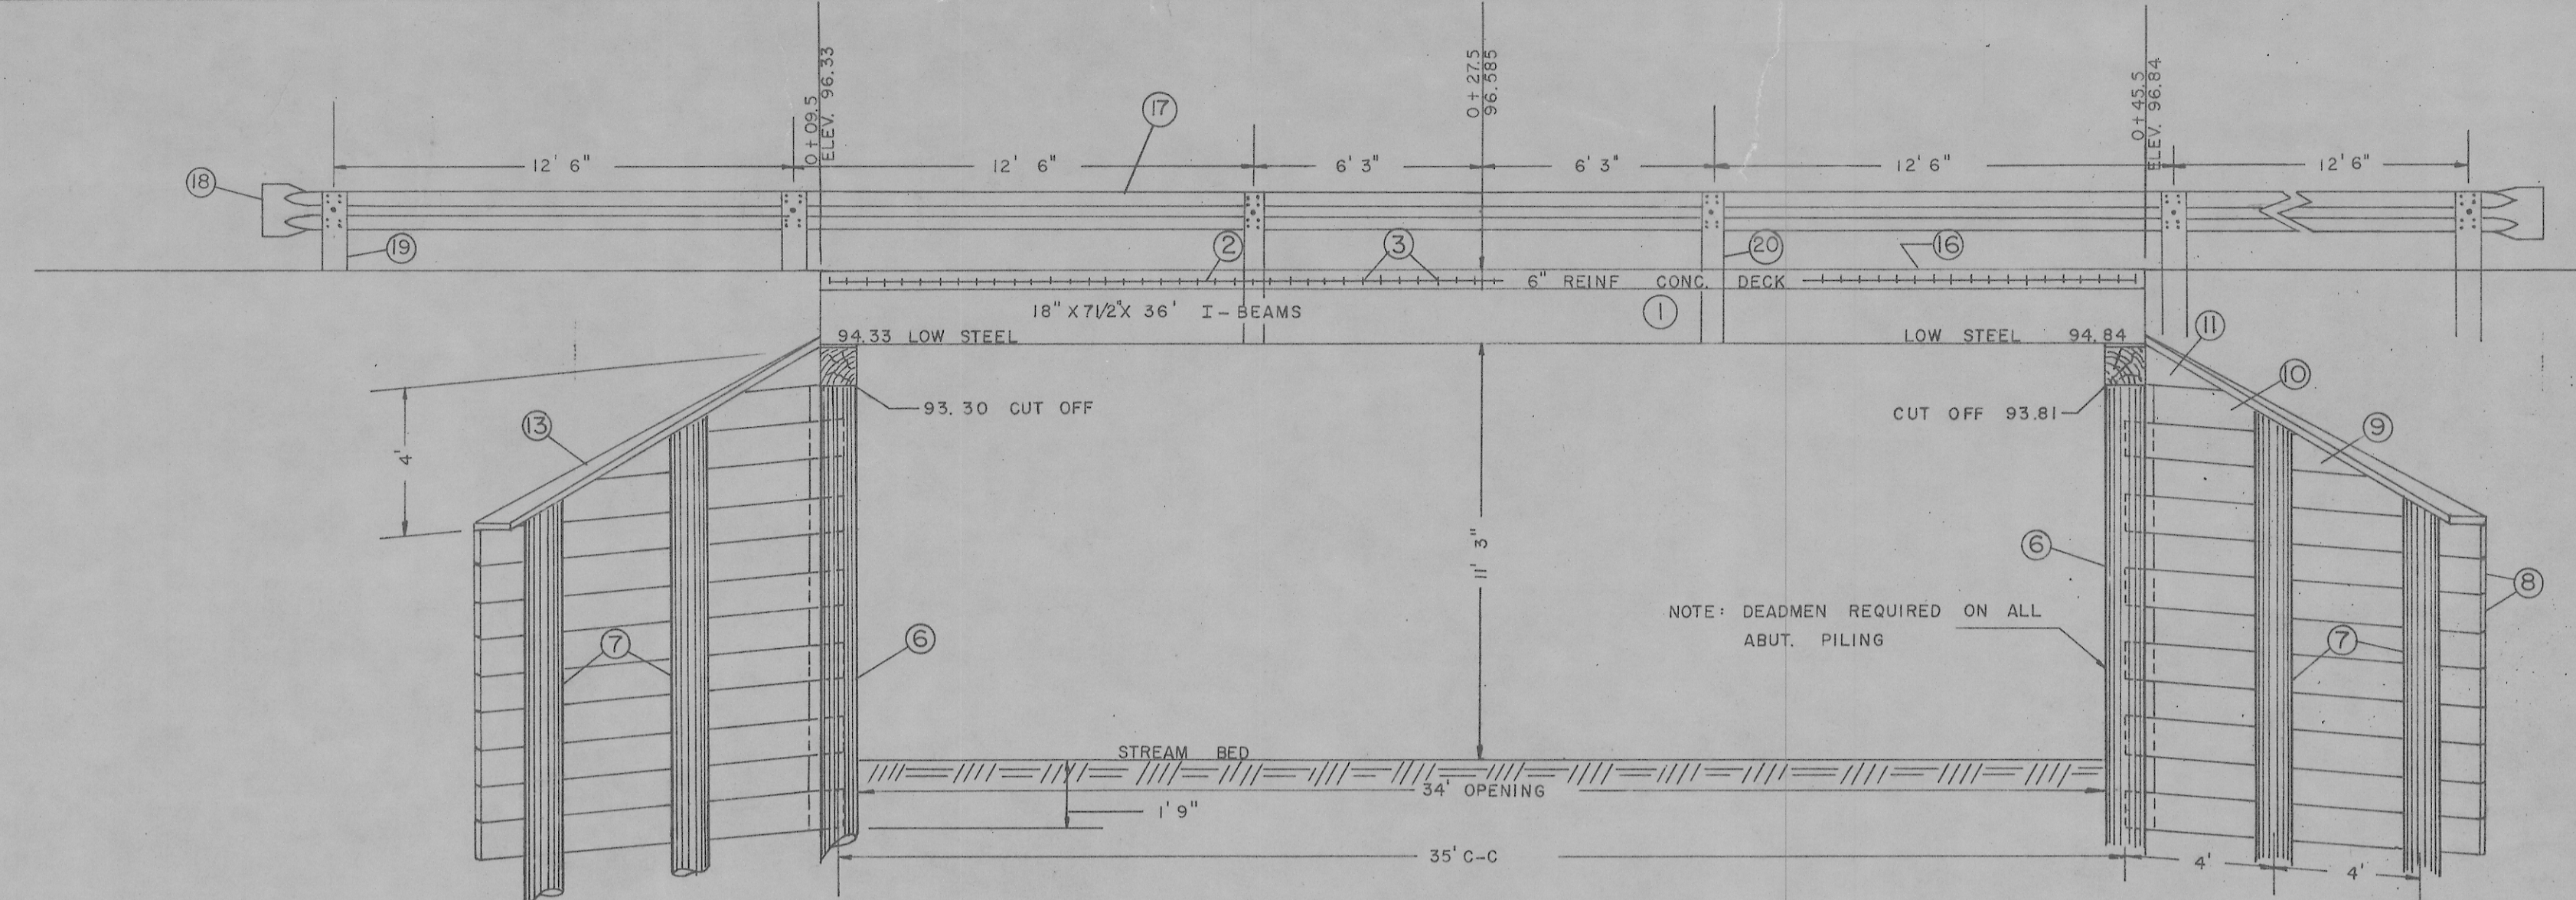 0+09.5
ELEV. 96.33
0+27.5
96.585
0+45.5
ELEV. 96.84
17
12' 6"
12' 6"
6' 3"
6' 3"
12' 6"
12' 6"
18
19
2
3
20
16
6" REINF CONC. DECK
18" X 7 1/2" X 36' I-BEAMS
1
94.33 LOW STEEL
LOW STEEL 94.84
11
10
93.30 CUT OFF
CUT OFF 93.81
13
9
4'
11' 3"
6
8
NOTE: DEADMEN REQUIRED ON ALL
ABUT. PILING
7
6
7
STREAM BED
34' OPENING
1' 9"
35' C-C
4'
4'